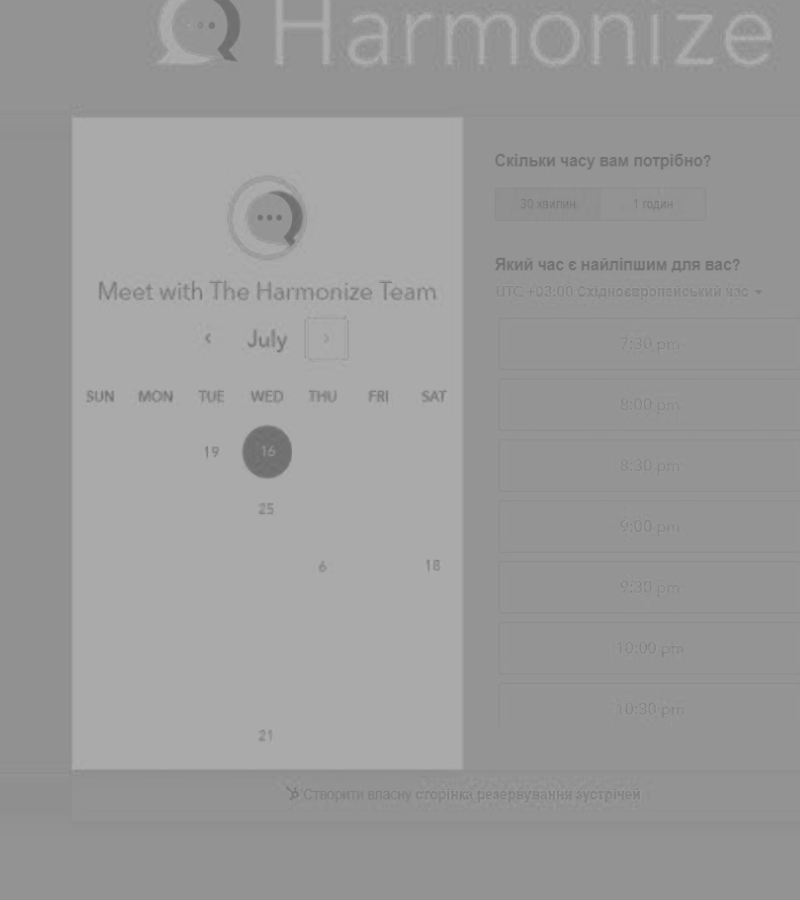 Harmonize
Meet with The Harmonize Team
July
SUN MON TUE WED THU FRI SAT
19 16
25
6 18
21
Скільки часу вам потрібно?
30 хвилин 1 годин
Який час є найліпшим для вас?
UTC +03:00 Східноєвропейський час
7:30 pm
8:00 pm
8:30 pm
9:00 pm
9:30 pm
10:00 pm
10:30 pm
Створити власну сторінка резервування зустрічей